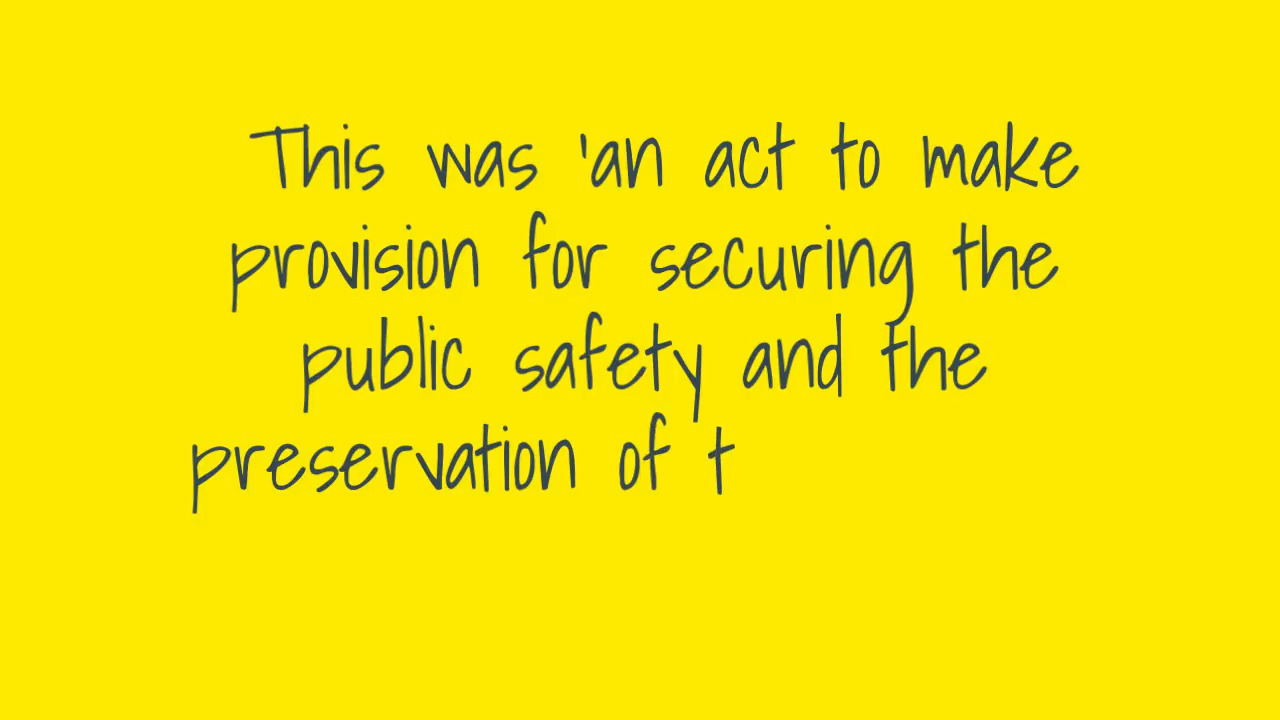 This was 'an act to make
provision for securing the
public safety and the
preservation of t